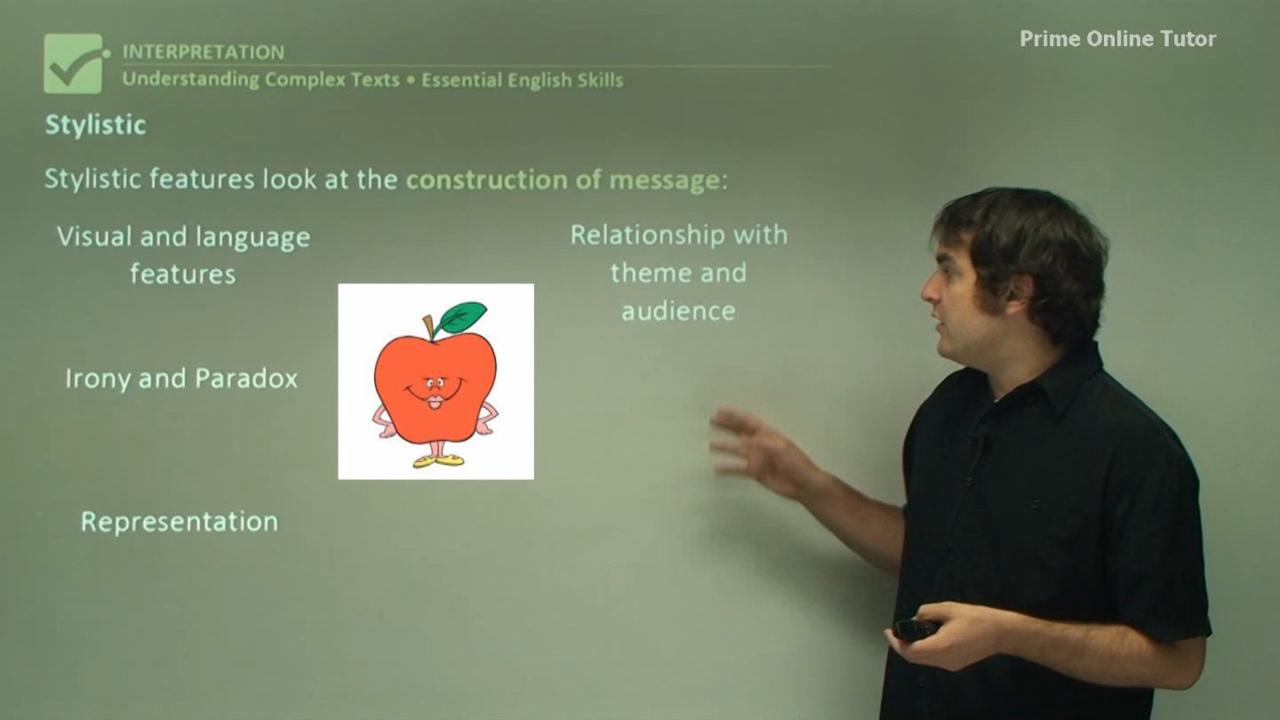 Prime Online Tutor
INTERPRETATION
Understanding Complex Texts • Essential English Skills
Stylistic
Stylistic features look at the construction of message:
Visual and language
features
Relationship with
theme and
audience
Irony and Paradox
Representation